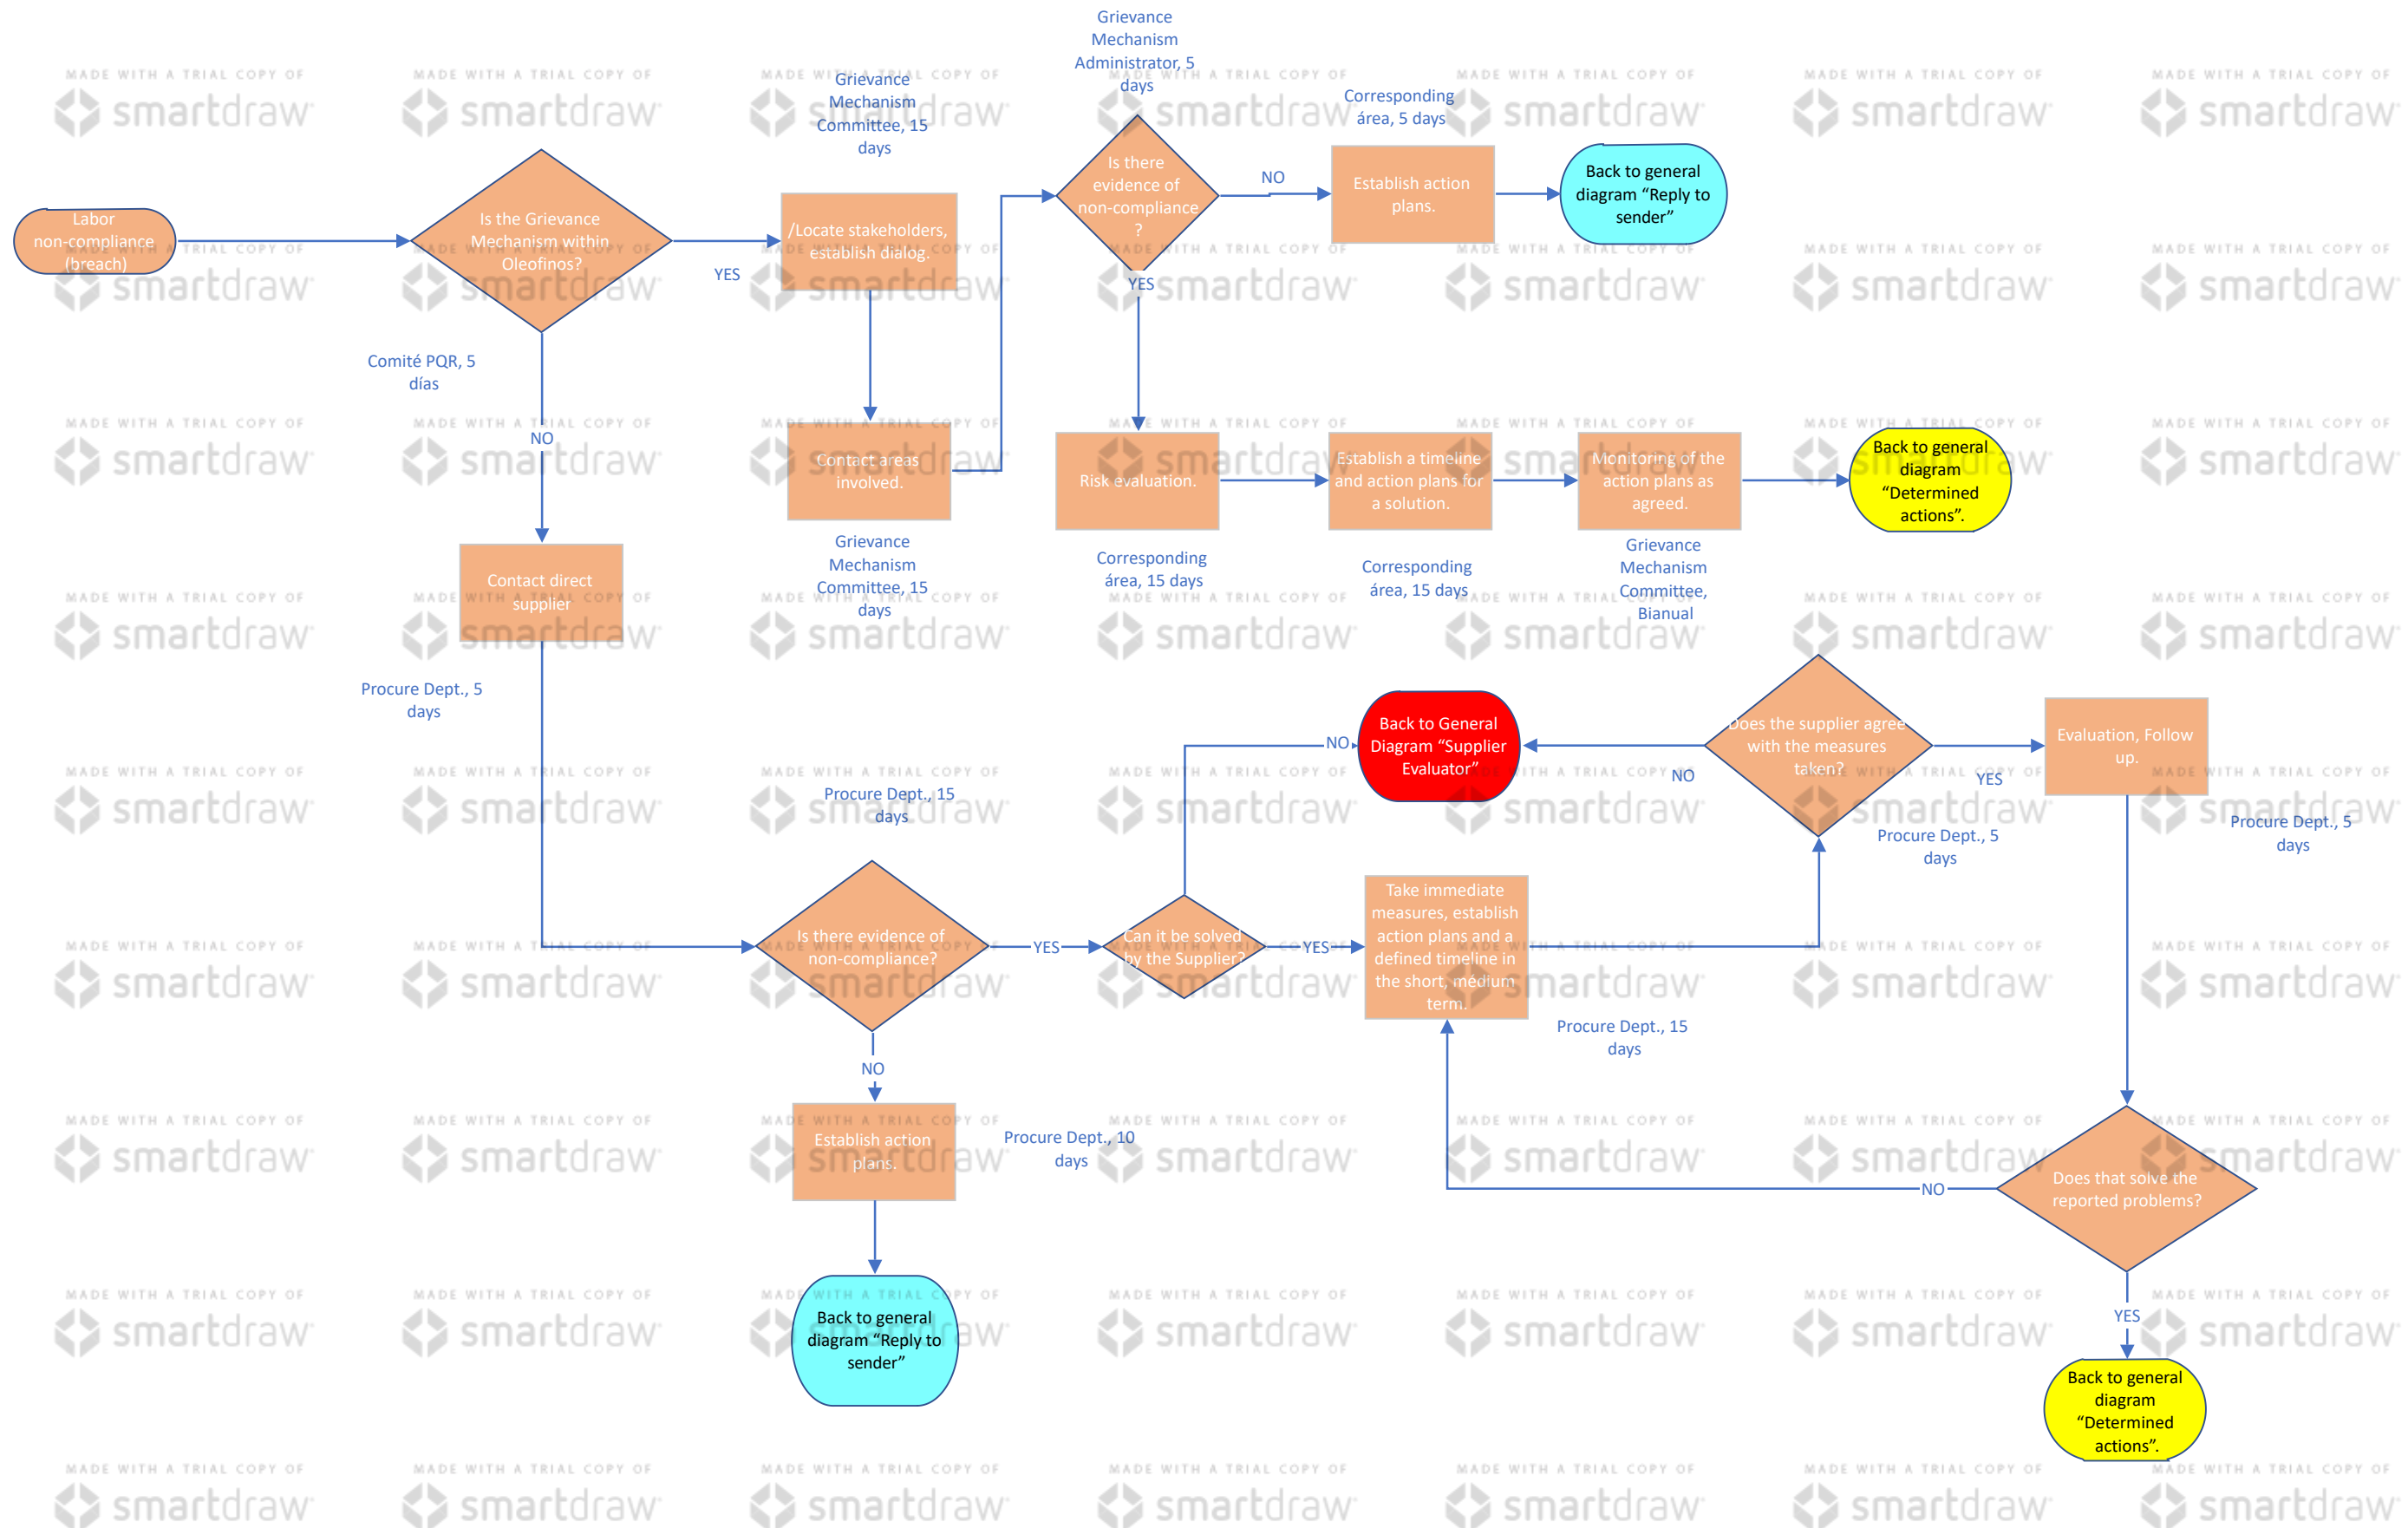 Grievance
Mechanism
Administrator, 5
days
Grievance
Mechanism
Committee, 15
days
Corresponding
área, 5 days
Labor
non-compliance
(breach)
Is the Grievance
Mechanism within
Oleofinos?
YES
/Locate stakeholders,
establish dialog.
Is there
evidence of
non-compliance
?
NO
Establish action
plans.
Back to general
diagram “Reply to
sender”
YES
Comité PQR, 5
días
NO
Contact areas
involved.
Risk evaluation.
Establish a timeline
and action plans for
a solution.
Monitoring of the
action plans as
agreed.
Back to general
diagram
“Determined
actions”.
Grievance
Mechanism
Committee, 15
days
Corresponding
área, 15 days
Corresponding
área, 15 days
Grievance
Mechanism
Committee,
Bianual
Contact direct
supplier
Procure Dept., 5
days
NO
Back to General
Diagram “Supplier
Evaluator”
NO
Does the supplier agree
with the measures
taken?
YES
Evaluation, Follow
up.
Procure Dept., 15
days
Procure Dept., 5
days
Procure Dept., 5
days
Is there evidence of
non-compliance?
YES
Can it be solved
by the Supplier?
YES
Take immediate
measures, establish
action plans and a
defined timeline in
the short, médium
term.
Procure Dept., 15
days
NO
Establish action
plans.
Procure Dept., 10
days
NO
Does that solve the
reported problems?
Back to general
diagram “Reply to
sender”
YES
Back to general
diagram
“Determined
actions”.
MADE WITH A TRIAL COPY OF
smartdraw